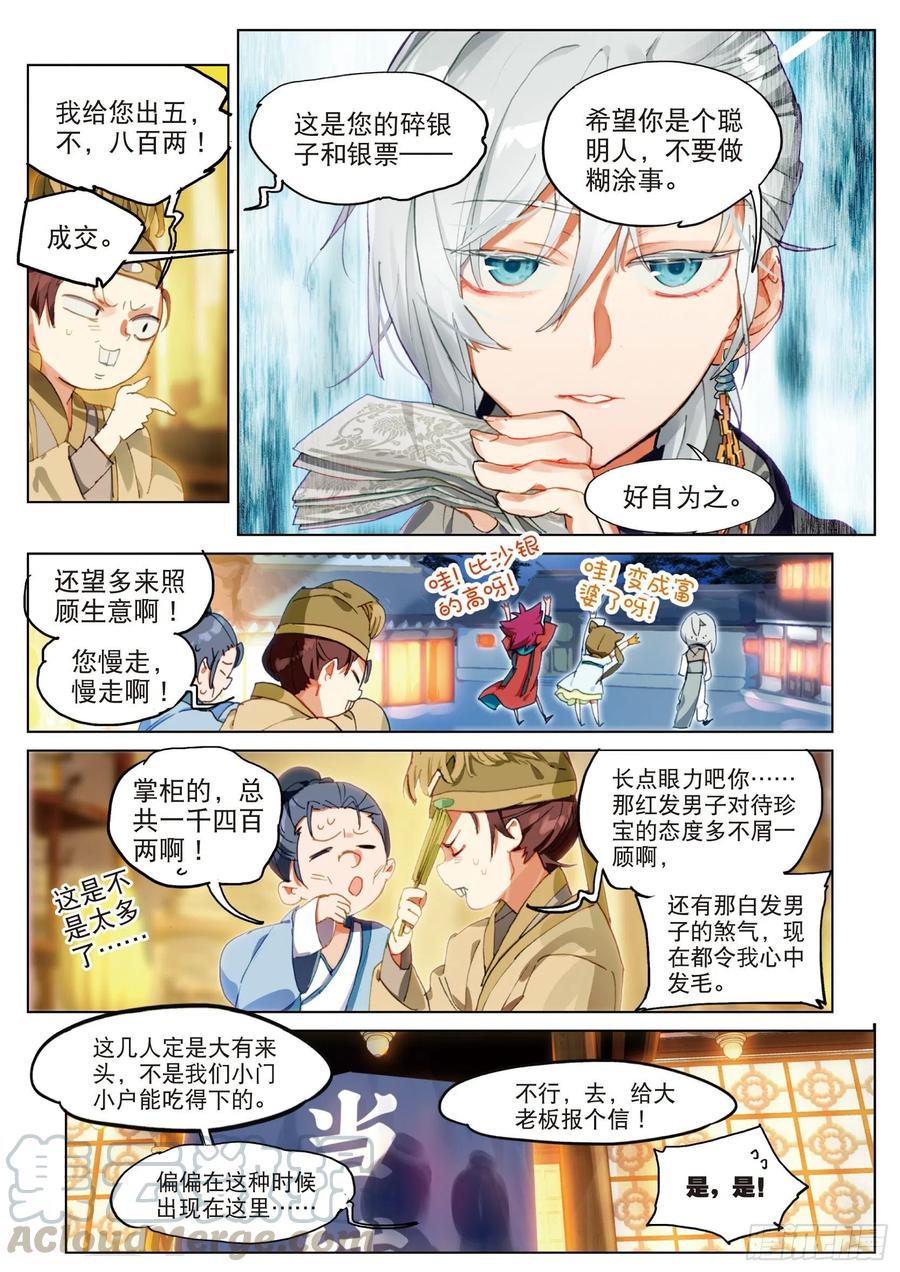 我给您出五，
不，八百两！
成交。
这是您的碎银
子和银票——
希望你是个聪
明人，不要做
糊涂事。
好自为之。
还望多来照
顾生意啊！
您慢走，
慢走啊！
哇！比沙银
的高呀！
哇！变成富
婆了呀！
掌柜的，总
共一千四百
两啊！
这是不
是太多
了……
长点眼力吧你……
那红发男子对待珍
宝的态度多不屑一
顾啊，
还有那白发男
子的煞气，现
在都令我心中
发毛。
这几人定是大有来
头，不是我们小门
小户能吃得下的。
偏偏在这种时候
出现在这里……
当
不行，去，给大
老板报个信！
是，是！
集云数据
AcloudMerge.com